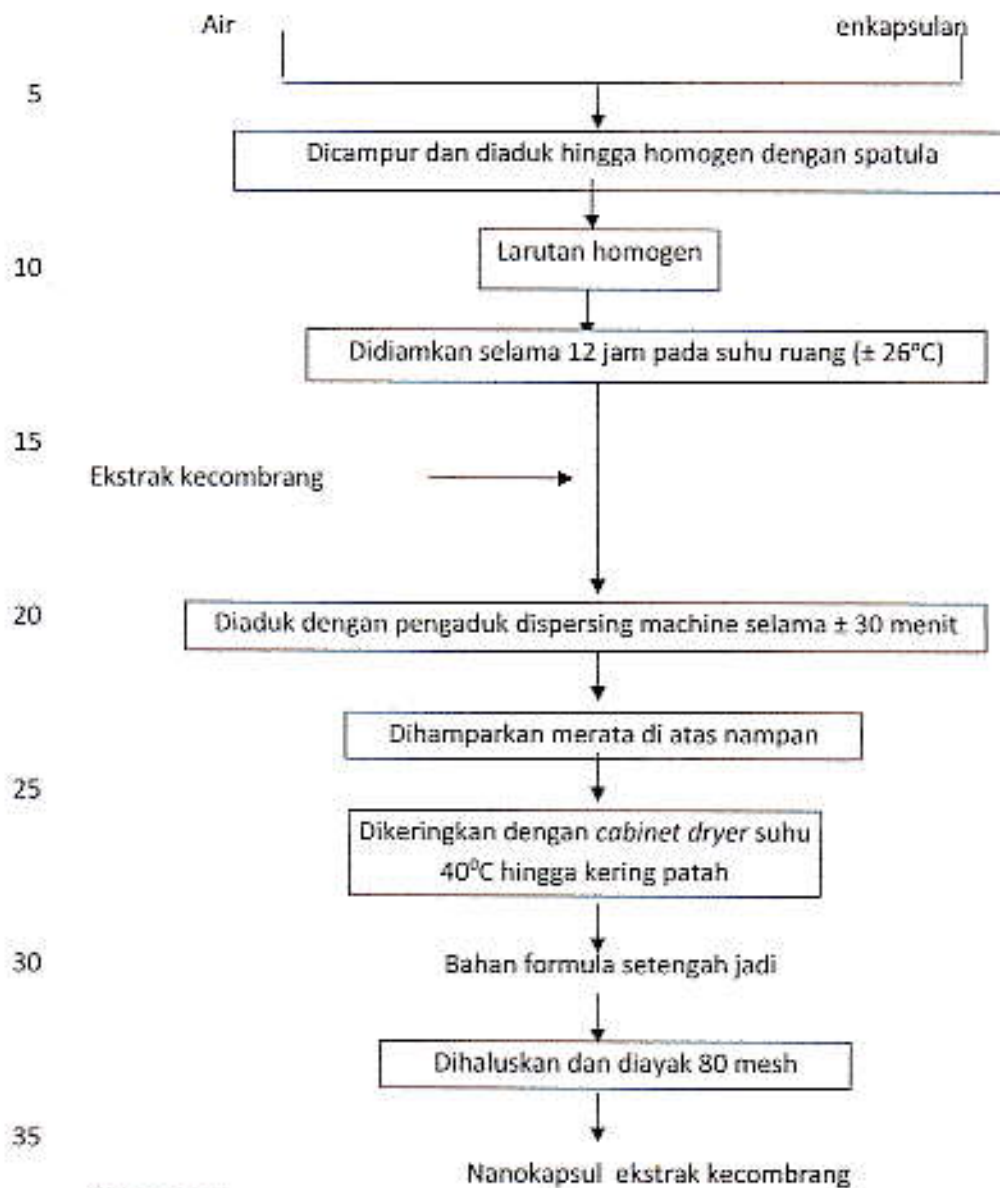 Air enkapsulan
5
Dicampur dan diaduk hingga homogen dengan spatula
Larutan homogen
10
Didiamkan selama 12 jam pada suhu ruang (± 26°C)
15
Ekstrak kecombrang
20
Diaduk dengan pengaduk dispersing machine selama ± 30 menit
Dihamparkan merata di atas nampan
25
Dikeringkan dengan cabinet dryer suhu
40⁰C hingga kering patah
30
Bahan formula setengah jadi
Dihaluskan dan diayak 80 mesh
35
Nanokapsul ekstrak kecombrang